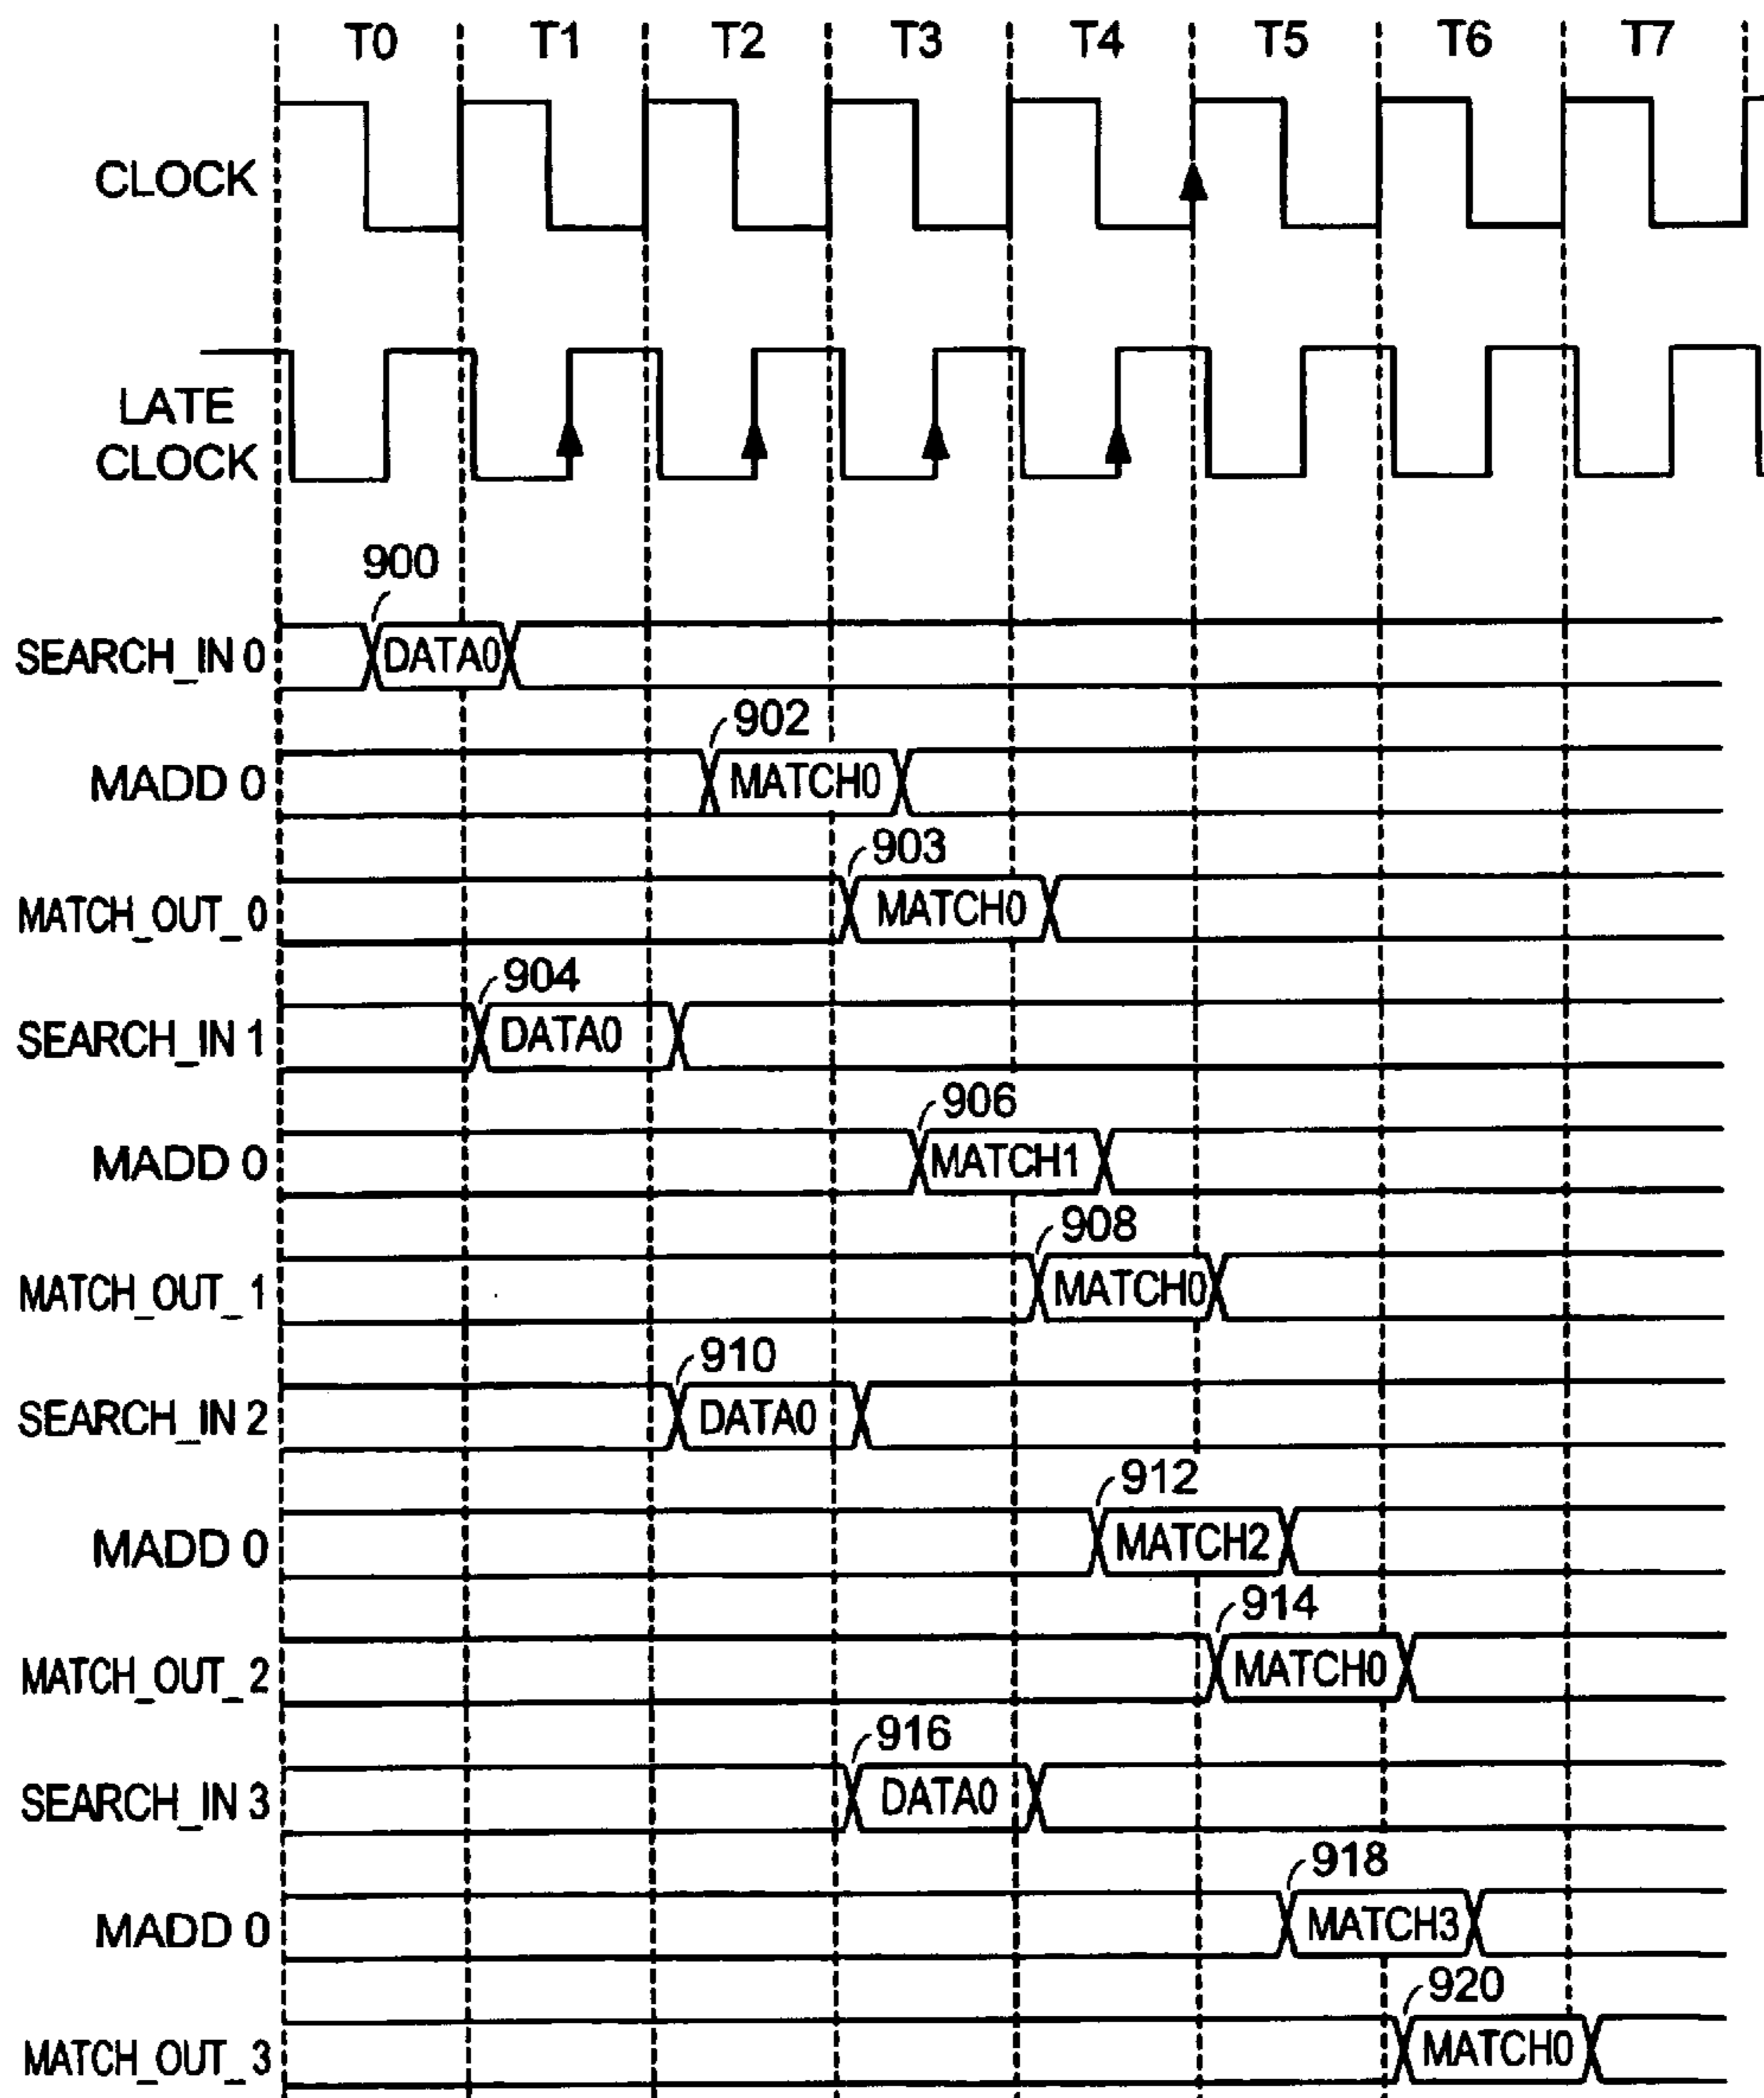 T0 T1 T2 T3 T4 T5 T6 T7
CLOCK
LATE
CLOCK
900
SEARCH_IN 0 DATA0
902
MADD 0 MATCH0
903
MATCH_OUT_0 MATCH0
904
SEARCH_IN 1 DATA0
906
MADD 0 MATCH1
908
MATCH_OUT_1 MATCH0
910
SEARCH_IN 2 DATA0
912
MADD 0 MATCH2
914
MATCH_OUT_2 MATCH0
916
SEARCH_IN 3 DATA0
918
MADD 0 MATCH3
920
MATCH_OUT_3 MATCH0